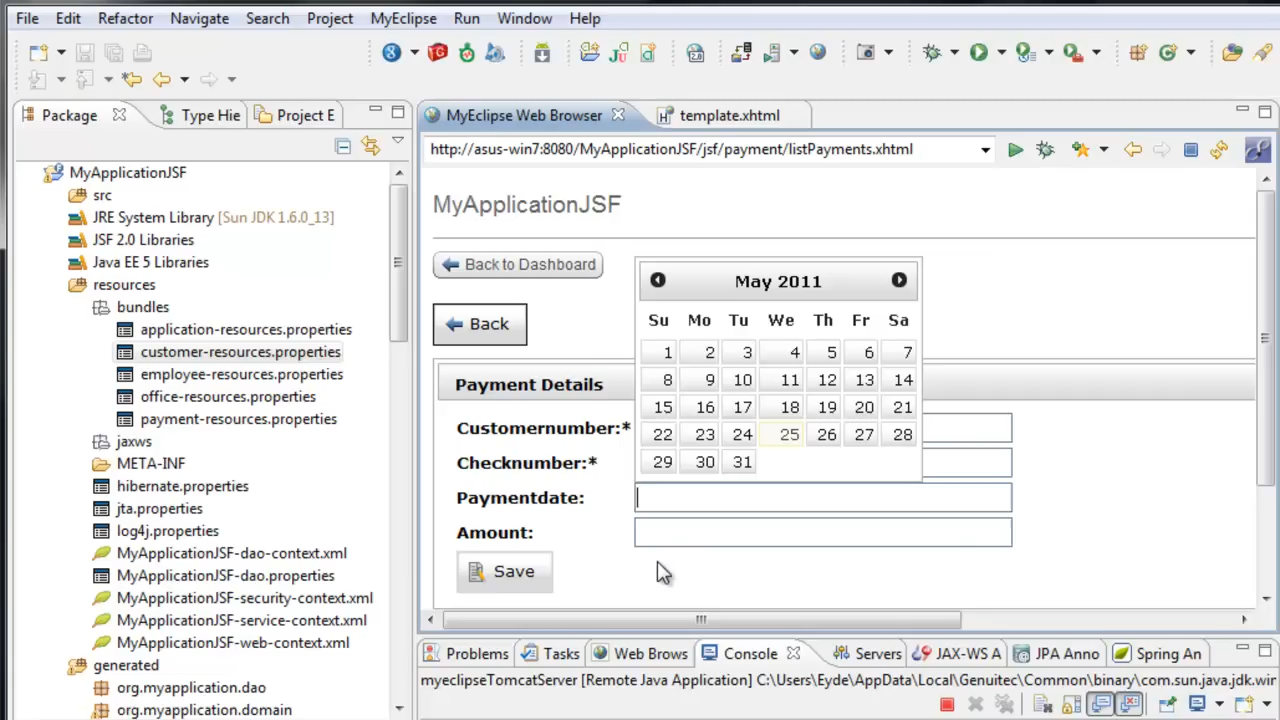 File Edit Refactor Navigate Search Project MyEclipse Run Window Help
Package Type Hie Project E
MyApplicationJSF
src
JRE System Library [Sun JDK 1.6.0_13]
JSF 2.0 Libraries
Java EE 5 Libraries
resources
bundles
application-resources.properties
customer-resources.properties
employee-resources.properties
office-resources.properties
payment-resources.properties
jaxws
META-INF
hibernate.properties
jta.properties
log4j.properties
MyApplicationJSF-dao-context.xml
MyApplicationJSF-dao.properties
MyApplicationJSF-security-context.xml
MyApplicationJSF-service-context.xml
MyApplicationJSF-web-context.xml
generated
org.myapplication.dao
org.myapplication.domain
MyEclipse Web Browser template.xhtml
http://asus-win7:8080/MyApplicationJSF/jsf/payment/listPayments.xhtml
MyApplicationJSF
Back to Dashboard
Back
Payment Details
Customernumber:*
Checknumber:*
Paymentdate:
Amount:
Save
May 2011
Su Mo Tu We Th Fr Sa
1 2 3 4 5 6 7
8 9 10 11 12 13 14
15 16 17 18 19 20 21
22 23 24 25 26 27 28
29 30 31
Problems Tasks Web Brows Console Servers JAX-WS A JPA Anno Spring An
myeclipseTomcatServer [Remote Java Application] C:\Users\Eyde\AppData\Local\Genuitec\Common\binary\com.sun.java.jdk.win